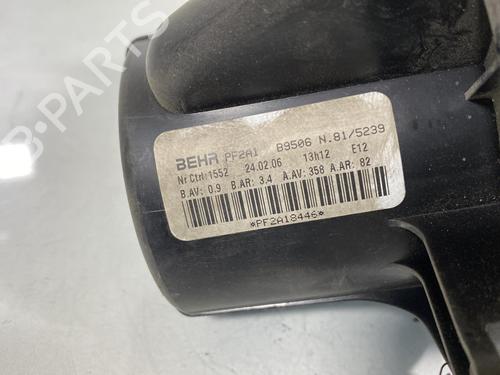 B-PARTS
BEHR PF2A1 B9506 N.81/5239
Nr Ctrl:1552 24.02.06 13h12 E12
B.AV: 0.9 B.AR: 3.4 A.AV: 358 A.AR: 82
*PF2A18446*